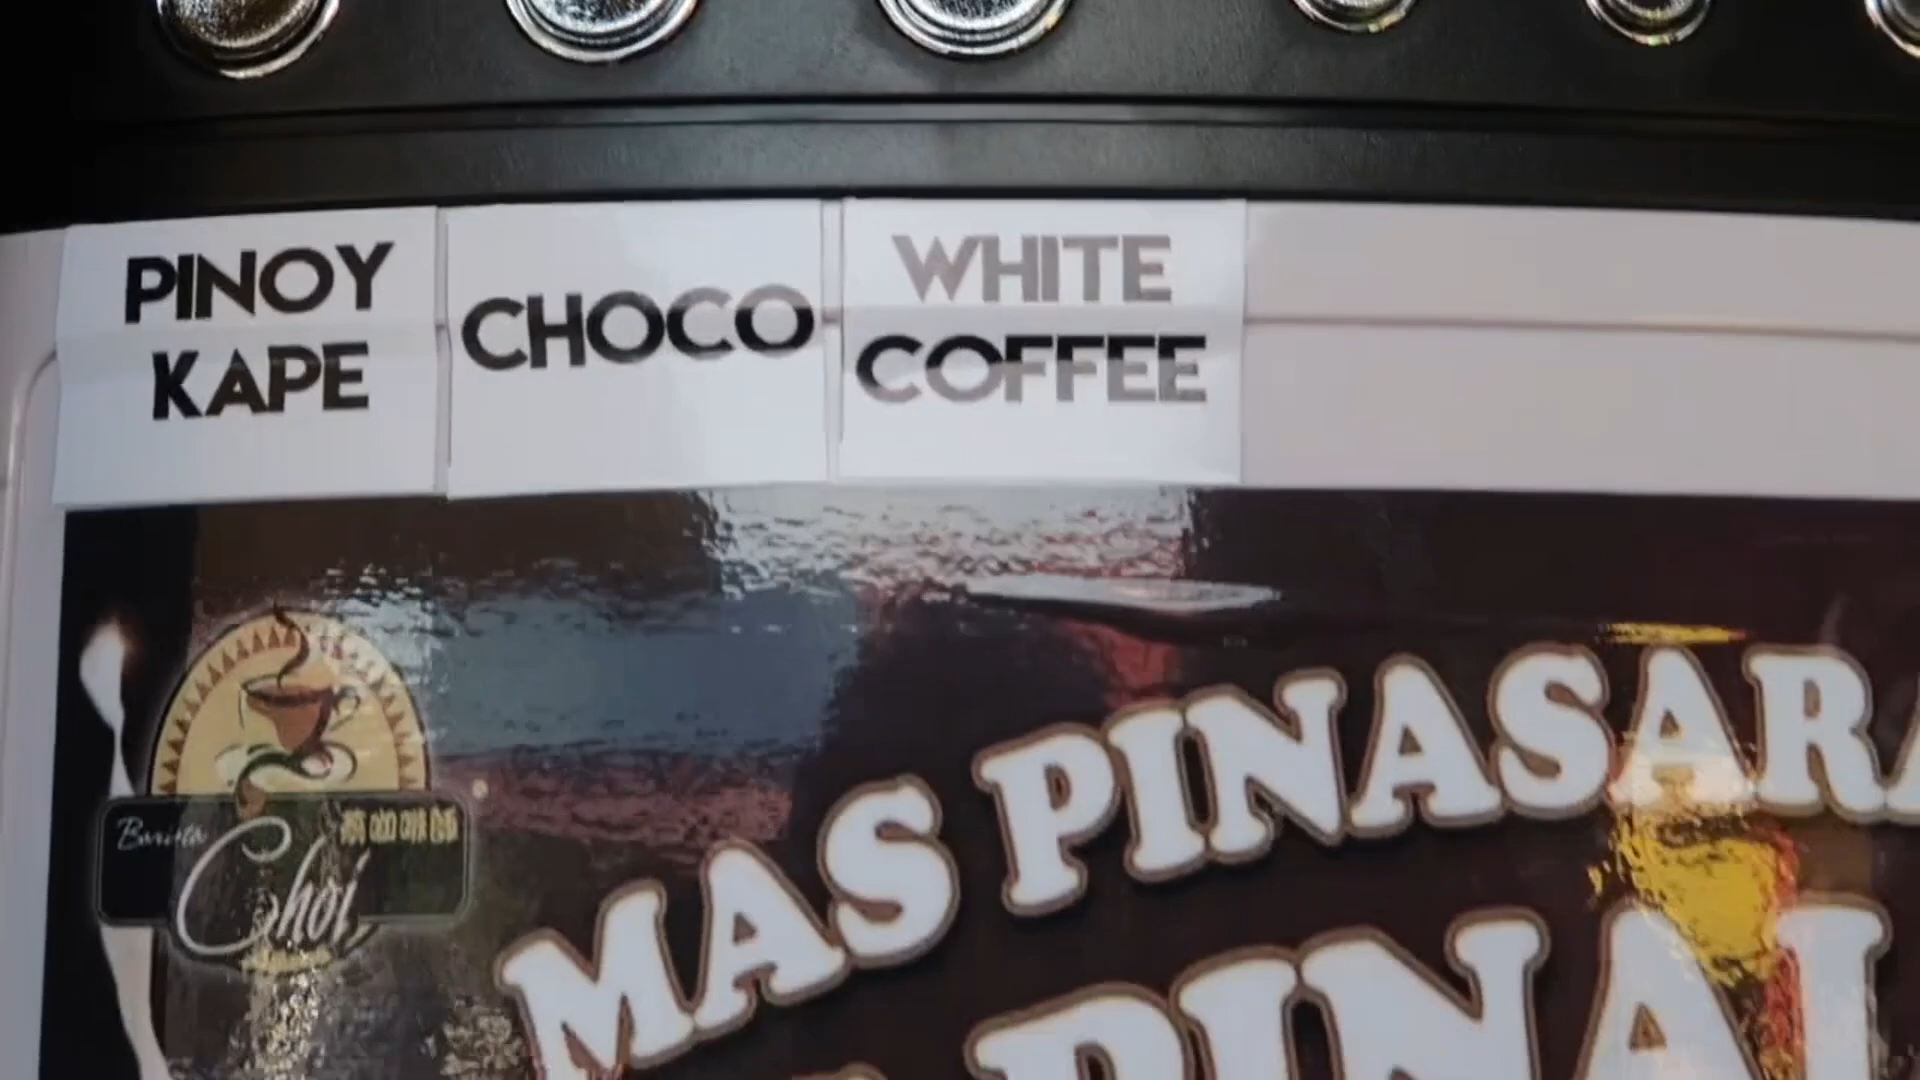 PINOY
KAPE
CHOCO
WHITE
COFFEE
Barista
Choi
MAS PINASARA